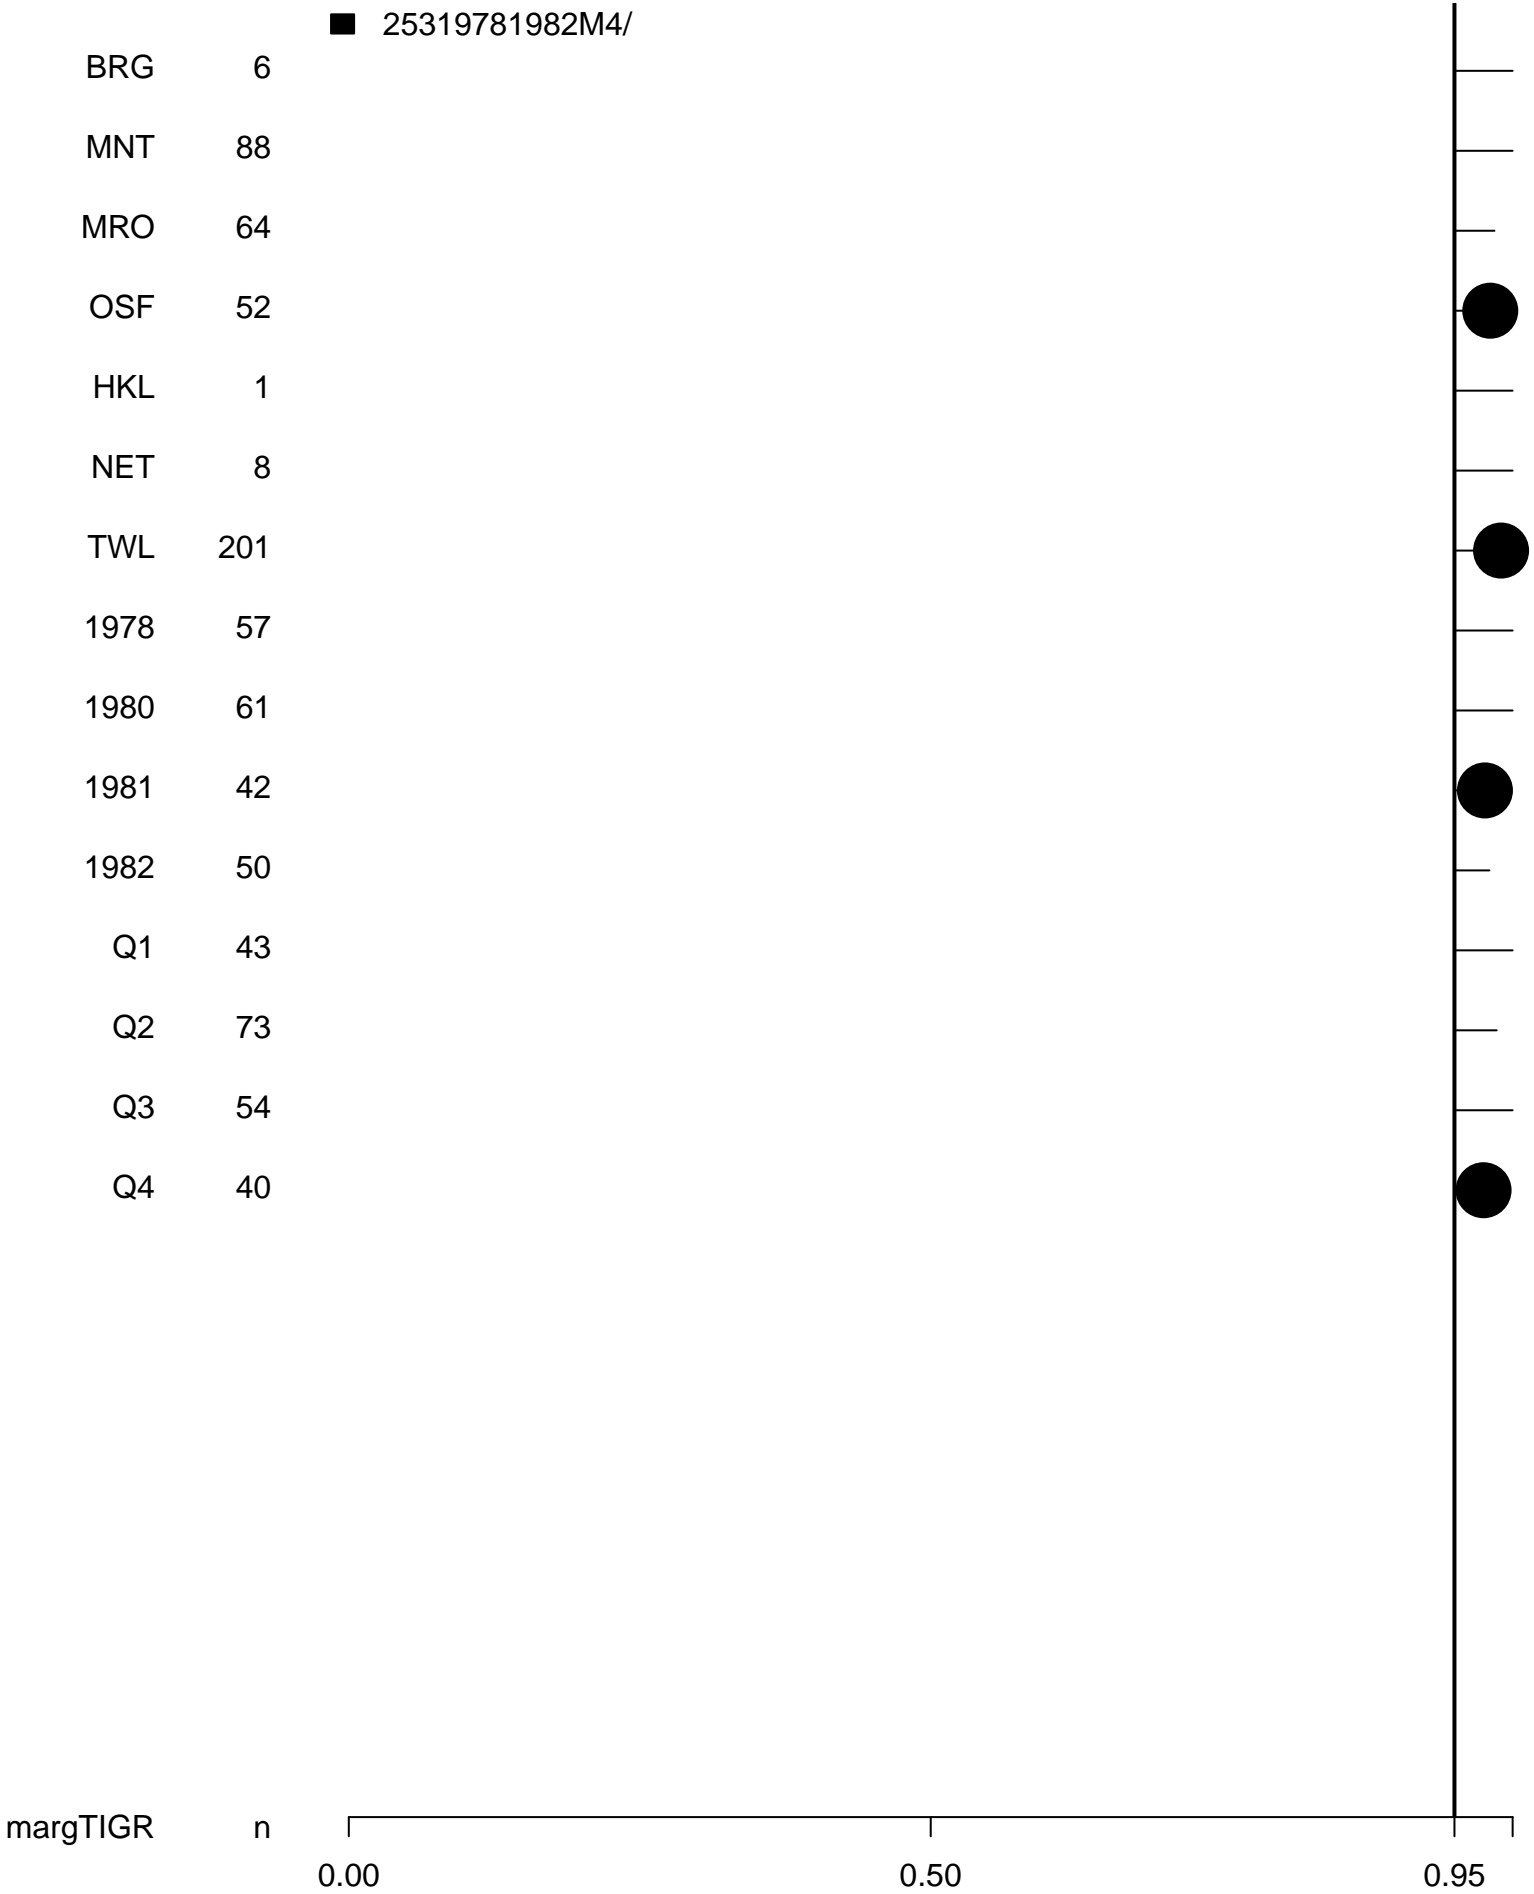 25319781982M4/
BRG 6
MNT 88
MRO 64
OSF 52
HKL 1
NET 8
TWL 201
1978 57
1980 61
1981 42
1982 50
Q1 43
Q2 73
Q3 54
Q4 40
margTIGR n
0.00 0.50 0.95